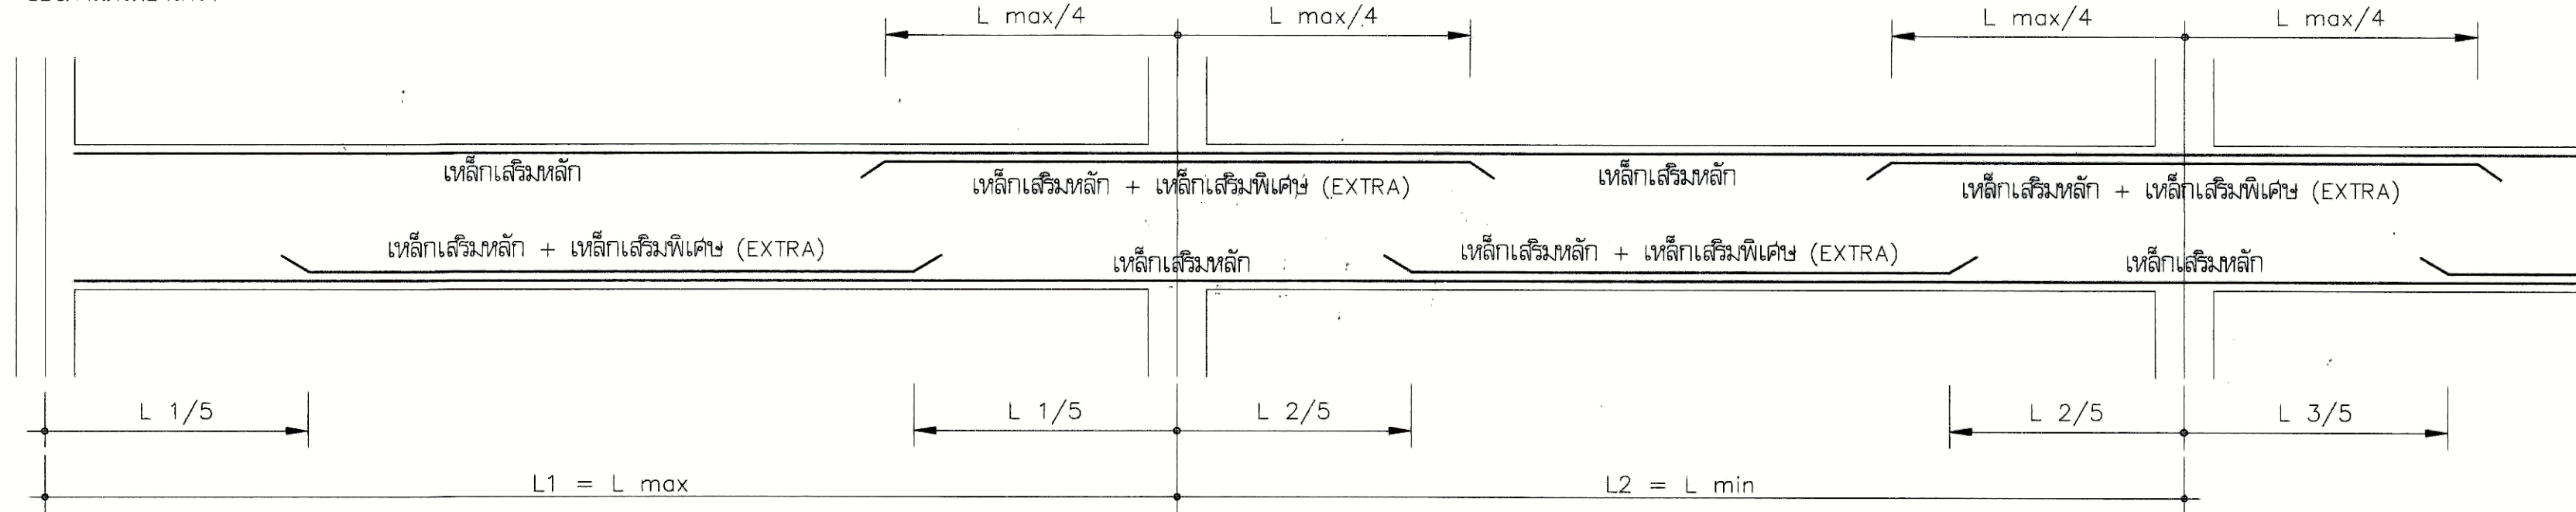 L max/4 L max/4 L max/4 L max/4
เหล็กเสริมหลัก เหล็กเสริมหลัก + เหล็กเสริมพิเศษ (EXTRA) เหล็กเสริมหลัก เหล็กเสริมหลัก + เหล็กเสริมพิเศษ (EXTRA)
เหล็กเสริมหลัก + เหล็กเสริมพิเศษ (EXTRA) เหล็กเสริมหลัก เหล็กเสริมหลัก + เหล็กเสริมพิเศษ (EXTRA) เหล็กเสริมหลัก
L 1/5 L 1/5 L 2/5 L 2/5 L 3/5
L1 = L max L2 = L min